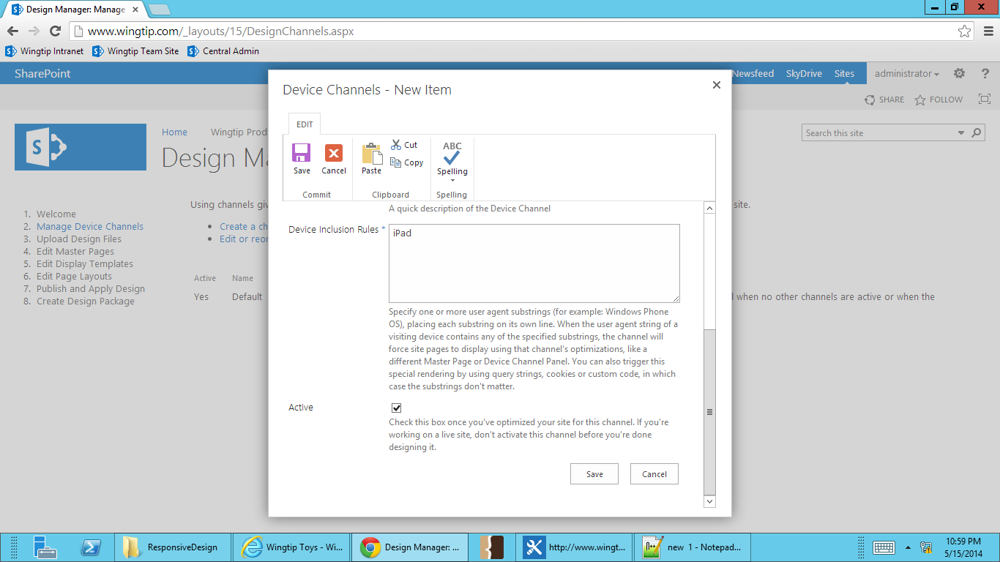 Design Manager: Manage
www.wingtip.com/_layouts/15/DesignChannels.aspx
Wingtip Intranet Wingtip Team Site Central Admin
SharePoint
Newsfeed SkyDrive Sites administrator
SHARE FOLLOW
Home Wingtip Prod
Design Ma
Search this site
1. Welcome
2. Manage Device Channels
3. Upload Design Files
4. Edit Master Pages
5. Edit Display Templates
6. Edit Page Layouts
7. Publish and Apply Design
8. Create Design Package
Using channels giv
site.
Create a ch
Edit or reor
Active Name
Yes Default
l when no other channels are active or when the
Device Channels - New Item
EDIT
Save
Cancel
Commit
Paste
Cut
Copy
Clipboard
ABC
Spelling
Spelling
A quick description of the Device Channel
Device Inclusion Rules *
iPad
Specify one or more user agent substrings (for example: Windows Phone
OS), placing each substring on its own line. When the user agent string of a
visiting device contains any of the specified substrings, the channel will
force site pages to display using that channel's optimizations, like a
different Master Page or Device Channel Panel. You can also trigger this
special rendering by using query strings, cookies or custom code, in which
case the substrings don't matter.
Active
Check this box once you've optimized your site for this channel. If you're
working on a live site, don't activate this channel before you're done
designing it.
Save Cancel
ResponsiveDesign
Wingtip Toys - Wi...
Design Manager: ...
http://www.wingt...
new 1 - Notepad...
10:59 PM
5/15/2014